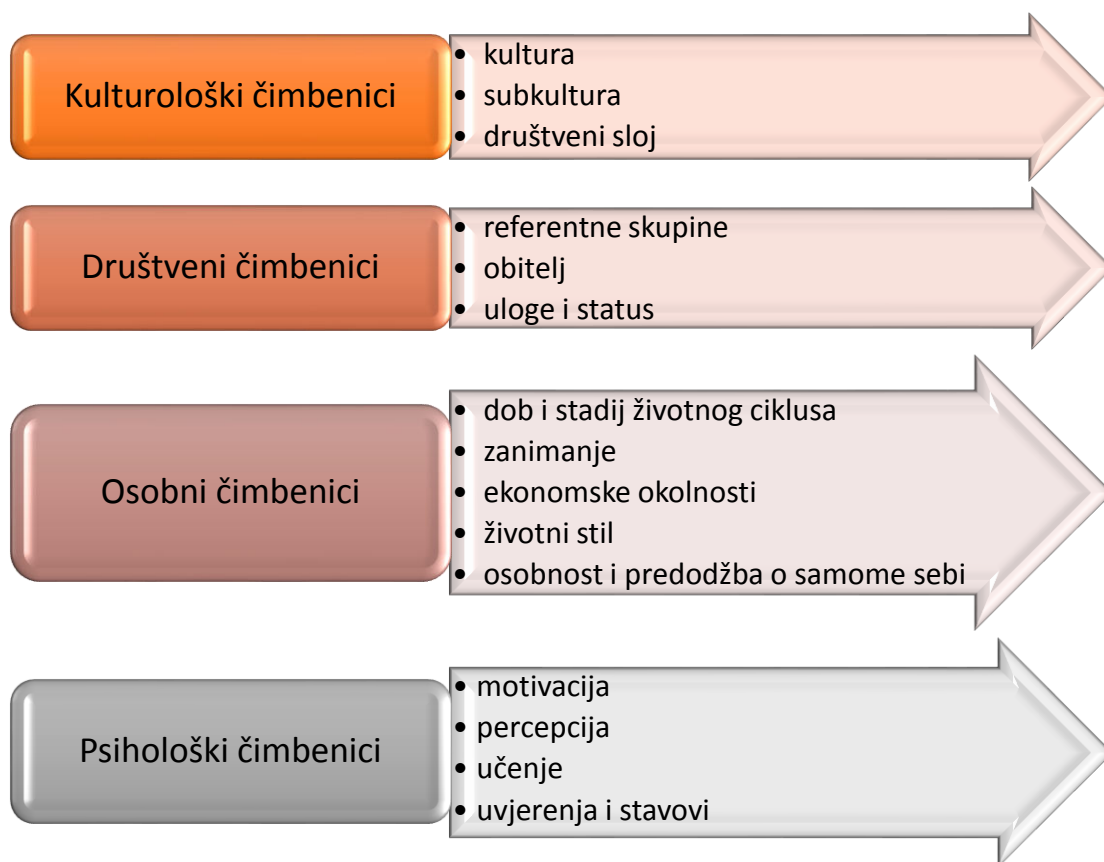 Kulturološki čimbenici
• kultura
• subkultura
• društveni sloj
Društveni čimbenici
• referentne skupine
• obitelj
• uloge i status
Osobni čimbenici
• dob i stadij životnog ciklusa
• zanimanje
• ekonomske okolnosti
• životni stil
• osobnost i predodžba o samome sebi
Psihološki čimbenici
• motivacija
• percepcija
• učenje
• uvjerenja i stavovi